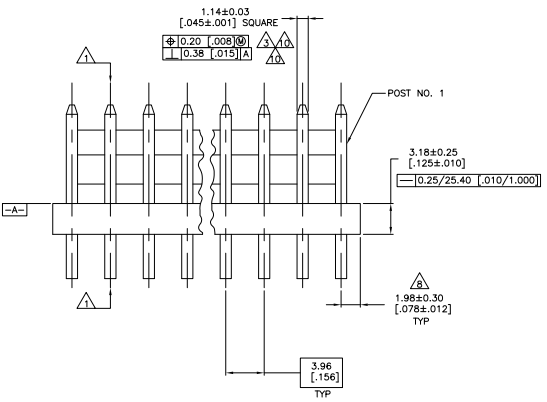 1.14±0.03
[.045±.001] SQUARE
⌖ 0.20 [.008] Ⓜ
⊥ 0.38 [.015] A
3 10
10
1
POST NO. 1
3.18±0.25
[.125±.010]
— 0.25/25.40 [.010/1.000]
-A-
8
1.98±0.30
[.078±.012]
TYP
1
3.96
[.156]
TYP